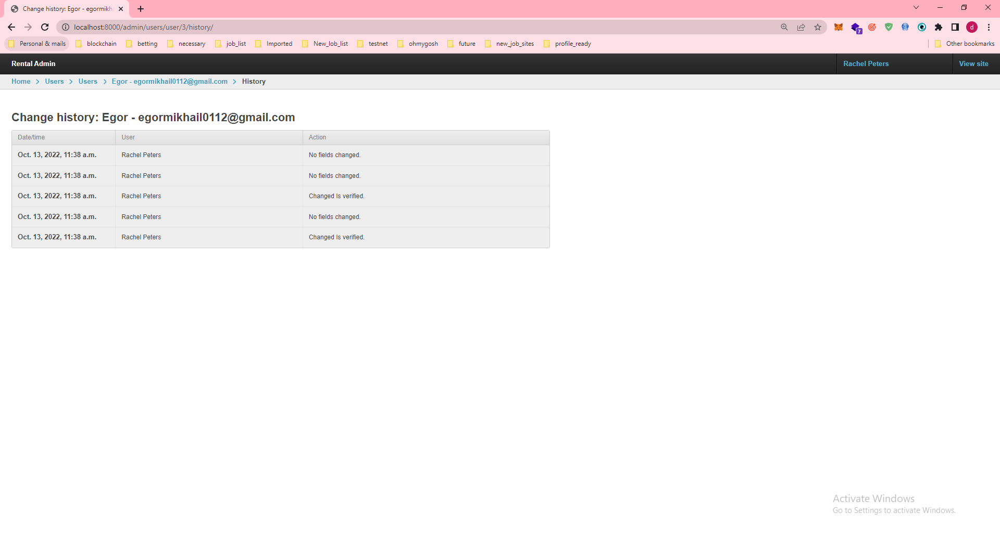 Change history: Egor - egormikh
localhost:8000/admin/users/user/3/history/
7
d
Personal & mails blockchain betting necessary job_list Imported New_lob_list testnet ohmygosh future new_job_sites profile_ready Other bookmarks
Rental Admin Rachel Peters View site
Home > Users > Users > Egor - egormikhail0112@gmail.com > History
Change history: Egor - egormikhail0112@gmail.com
Date/time User Action
Oct. 13, 2022, 11:38 a.m. Rachel Peters No fields changed.
Oct. 13, 2022, 11:38 a.m. Rachel Peters No fields changed.
Oct. 13, 2022, 11:38 a.m. Rachel Peters Changed Is verified.
Oct. 13, 2022, 11:38 a.m. Rachel Peters No fields changed.
Oct. 13, 2022, 11:38 a.m. Rachel Peters Changed Is verified.
Activate Windows
Go to Settings to activate Windows.